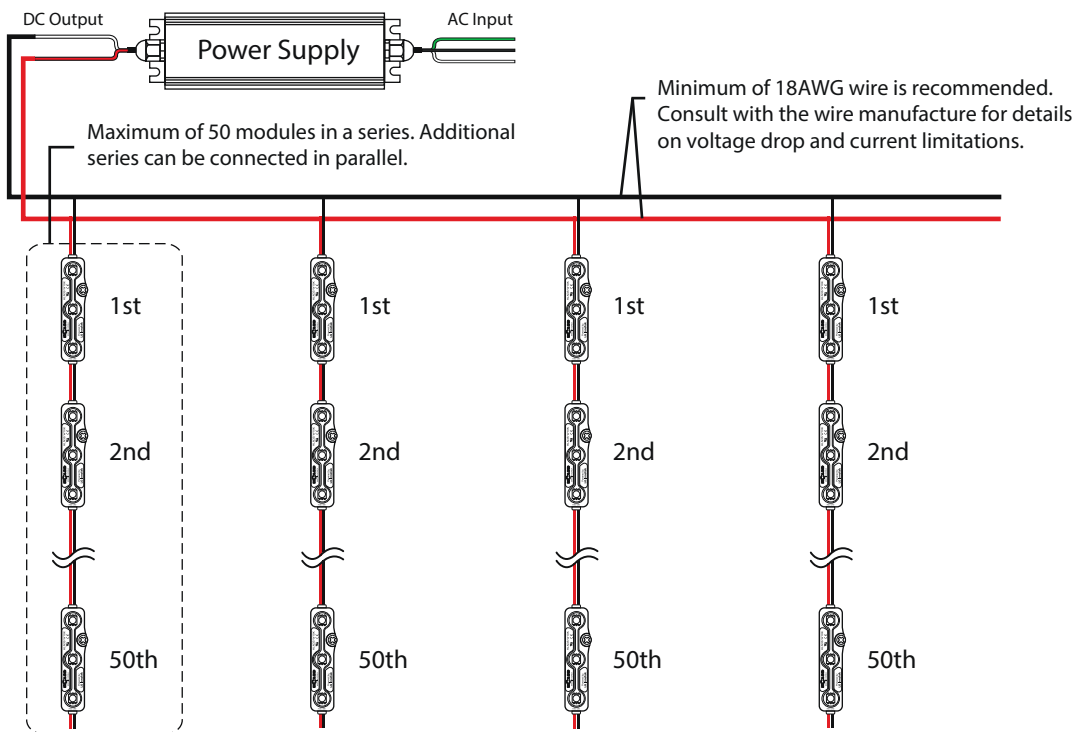 DC Output
AC Input
Power Supply
Minimum of 18AWG wire is recommended.
Consult with the wire manufacture for details
on voltage drop and current limitations.
Maximum of 50 modules in a series. Additional
series can be connected in parallel.
1st
1st
1st
1st
2nd
2nd
2nd
2nd
50th
50th
50th
50th